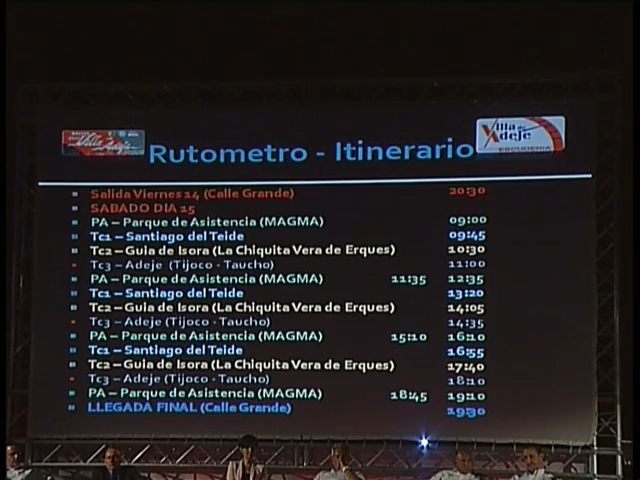 Villa Adeje
Villa de Adeje
ESCUDERIA
Rutometro - Itinerario
Salida Viernes 14 (Calle Grande) 20:30
SABADO DIA 15
PA – Parque de Asistencia (MAGMA) 09:00
Tc1 – Santiago del Teide 09:45
Tc2 – Guia de Isora (La Chiquita Vera de Erques) 10:30
Tc3 – Adeje (Tijoco - Taucho) 11:00
PA – Parque de Asistencia (MAGMA) 11:35 12:35
Tc1 – Santiago del Teide 13:20
Tc2 – Guia de Isora (La Chiquita Vera de Erques) 14:05
Tc3 – Adeje (Tijoco - Taucho) 14:35
PA – Parque de Asistencia (MAGMA) 15:10 16:10
Tc1 – Santiago del Teide 16:55
Tc2 – Guia de Isora (La Chiquita Vera de Erques) 17:40
Tc3 – Adeje (Tijoco - Taucho) 18:10
PA – Parque de Asistencia (MAGMA) 18:45 19:10
LLEGADA FINAL (Calle Grande) 19:30